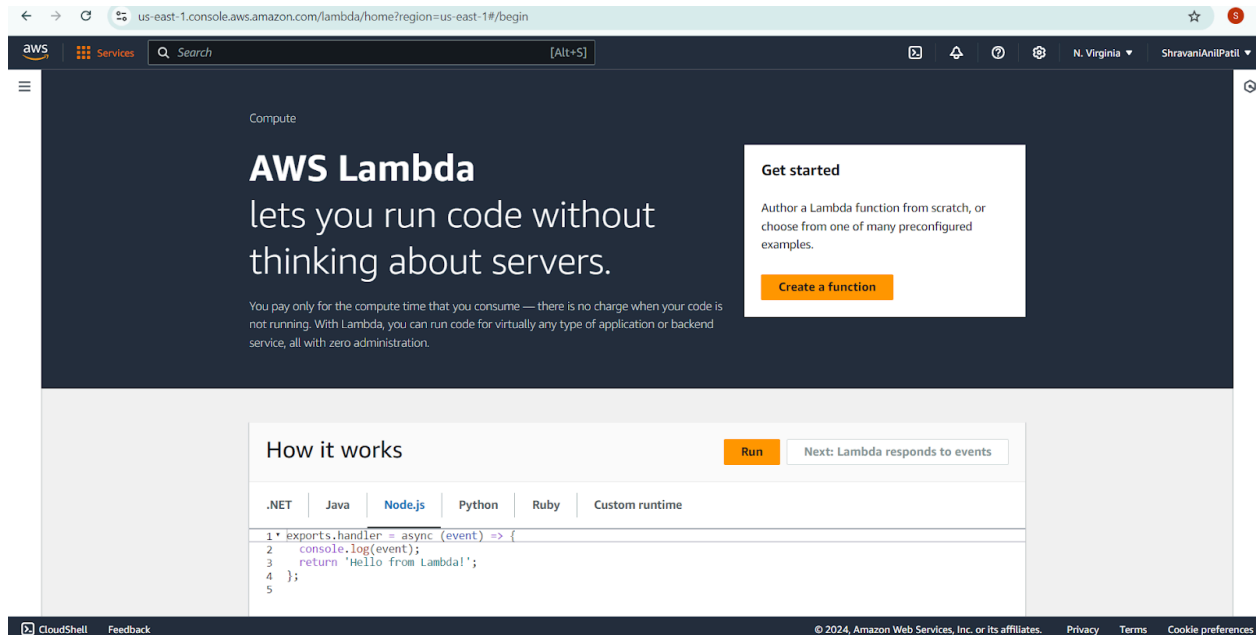 us-east-1.console.aws.amazon.com/lambda/home?region=us-east-1#/begin
S
aws Services Search [Alt+S] N. Virginia ▼ ShravaniAnilPatil ▼
Compute
AWS Lambda
lets you run code without
thinking about servers.
You pay only for the compute time that you consume — there is no charge when your code is
not running. With Lambda, you can run code for virtually any type of application or backend
service, all with zero administration.
Get started
Author a Lambda function from scratch, or
choose from one of many preconfigured
examples.
Create a function
How it works
Run Next: Lambda responds to events
.NET Java Node.js Python Ruby Custom runtime
1 exports.handler = async (event) => {
2 console.log(event);
3 return 'Hello from Lambda!';
4 };
5
CloudShell Feedback © 2024, Amazon Web Services, Inc. or its affiliates. Privacy Terms Cookie preferences